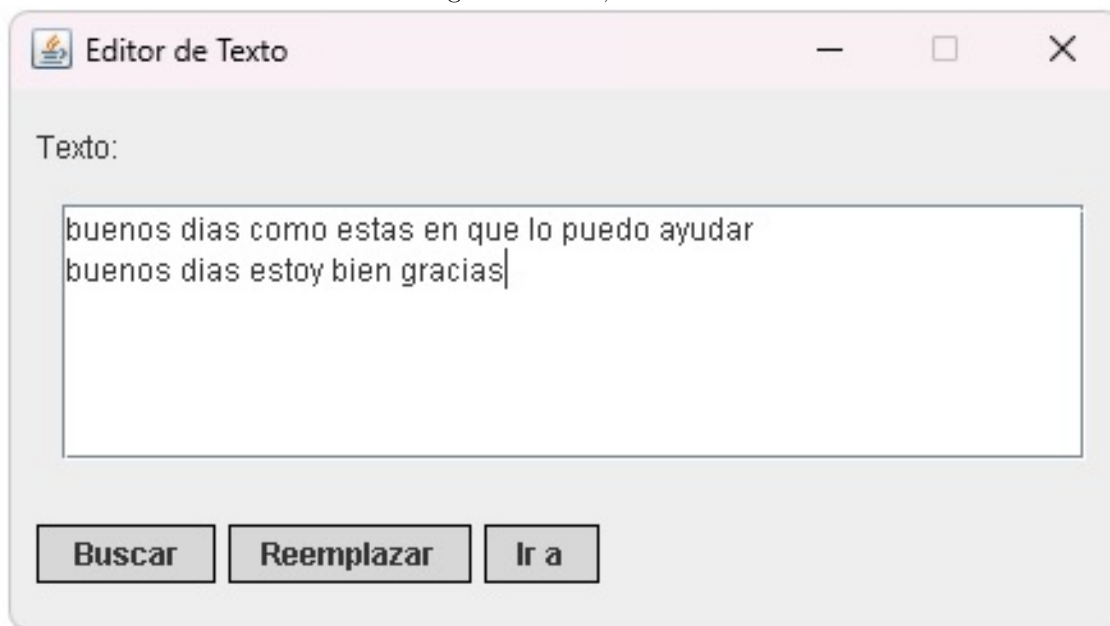 Editor de Texto
Texto:
buenos dias como estas en que lo puedo ayudar
buenos dias estoy bien gracias
Buscar Reemplazar Ir a